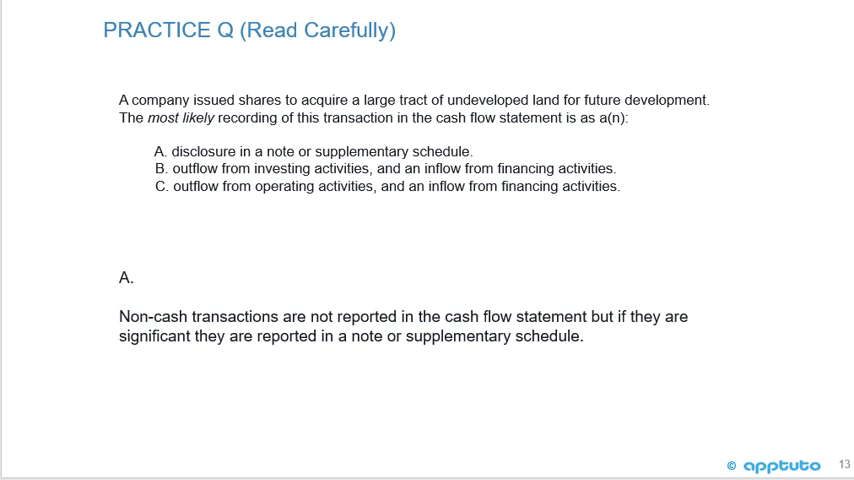 PRACTICE Q (Read Carefully)
A company issued shares to acquire a large tract of undeveloped land for future development.
The most likely recording of this transaction in the cash flow statement is as a(n):
A. disclosure in a note or supplementary schedule.
B. outflow from investing activities, and an inflow from financing activities.
C. outflow from operating activities, and an inflow from financing activities.
A.
Non-cash transactions are not reported in the cash flow statement but if they are
significant they are reported in a note or supplementary schedule.
© apptuto 13